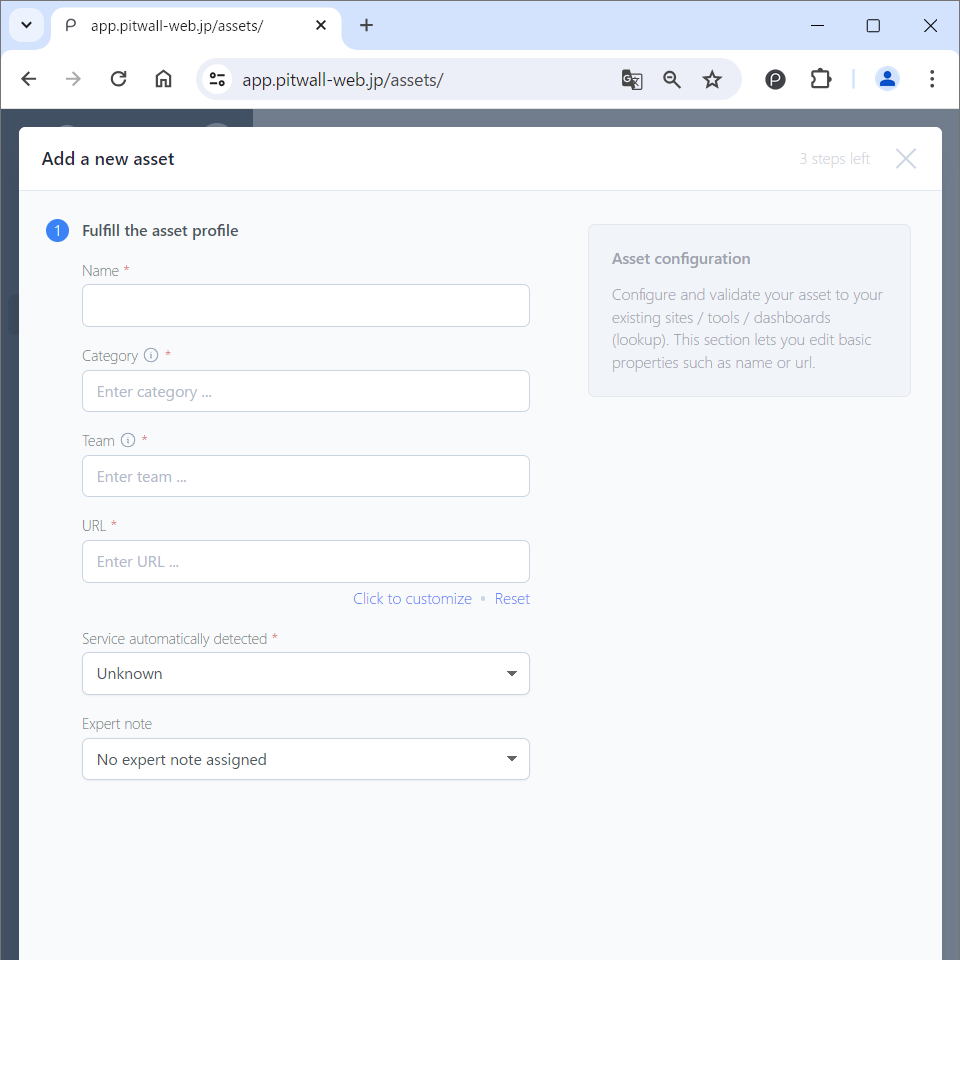 app.pitwall-web.jp/assets/
app.pitwall-web.jp/assets/
Add a new asset
3 steps left
1 Fulfill the asset profile
Name *
Category *
Enter category ...
Team *
Enter team ...
URL *
Enter URL ...
Click to customize • Reset
Service automatically detected *
Unknown
Expert note
No expert note assigned
Asset configuration
Configure and validate your asset to your
existing sites / tools / dashboards
(lookup). This section lets you edit basic
properties such as name or url.